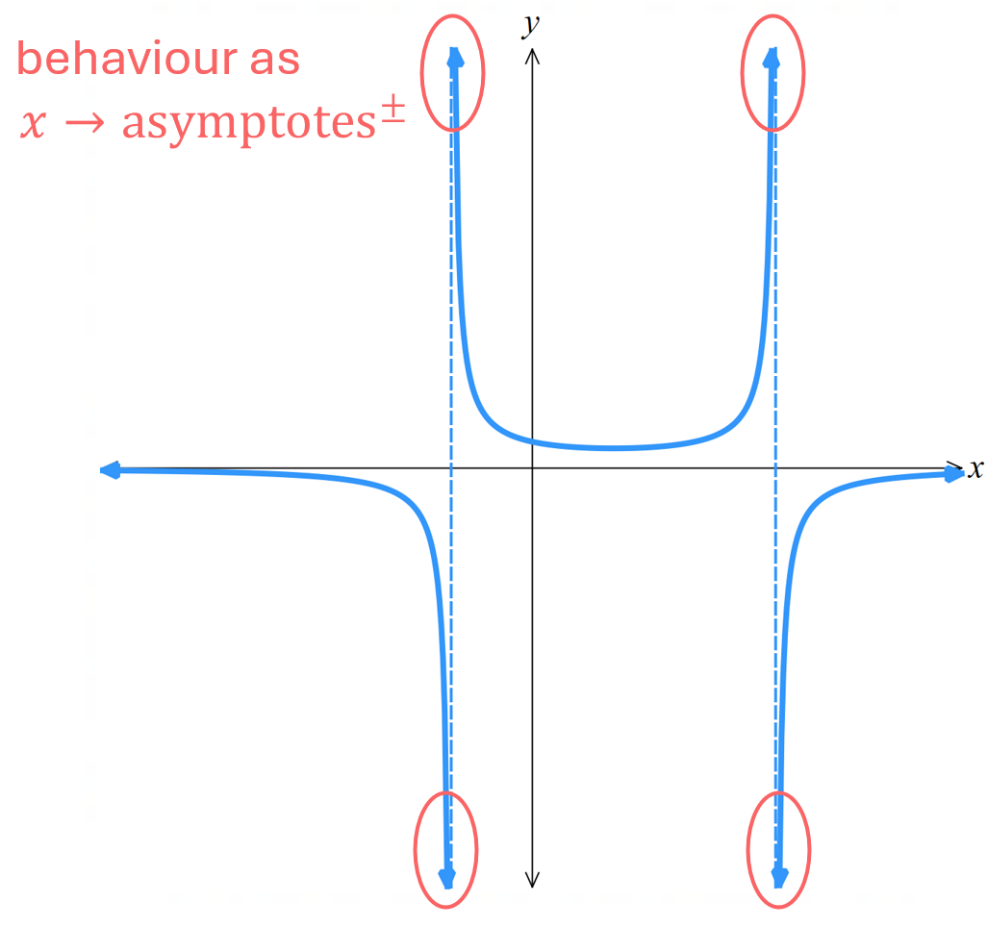 behaviour as
x → asymptotes±
y
x